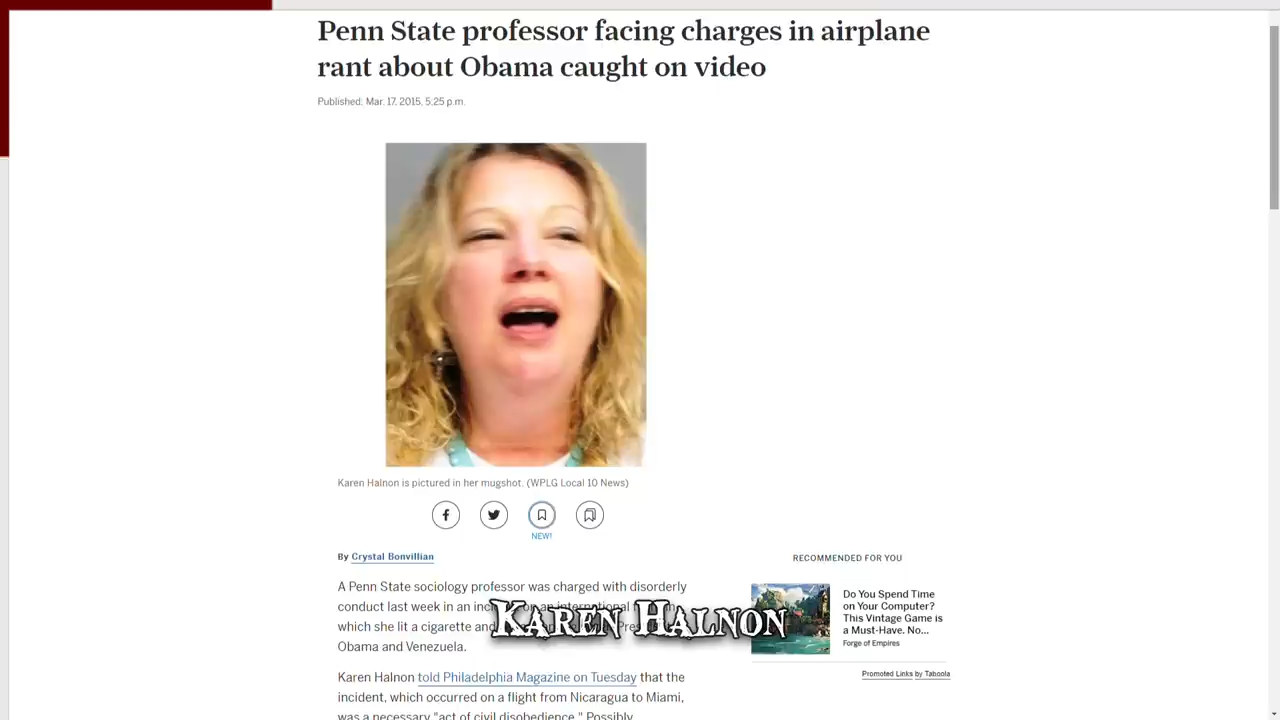 Penn State professor facing charges in airplane
rant about Obama caught on video
Published: Mar. 17, 2015, 5:25 p.m.
Karen Halnon is pictured in her mugshot. (WPLG Local 10 News)
NEW!
By Crystal Bonvillian
RECOMMENDED FOR YOU
A Penn State sociology professor was charged with disorderly
conduct last week in an
which she lit a cigarette and
Obama and Venezuela.
Karen Halnon
Do You Spend Time
on Your Computer?
This Vintage Game is
a Must-Have. No...
Forge of Empires
Promoted Links by Taboola
Karen Halnon told Philadelphia Magazine on Tuesday that the
incident, which occurred on a flight from Nicaragua to Miami,
was a necessary "act of civil disobedience." Possibly